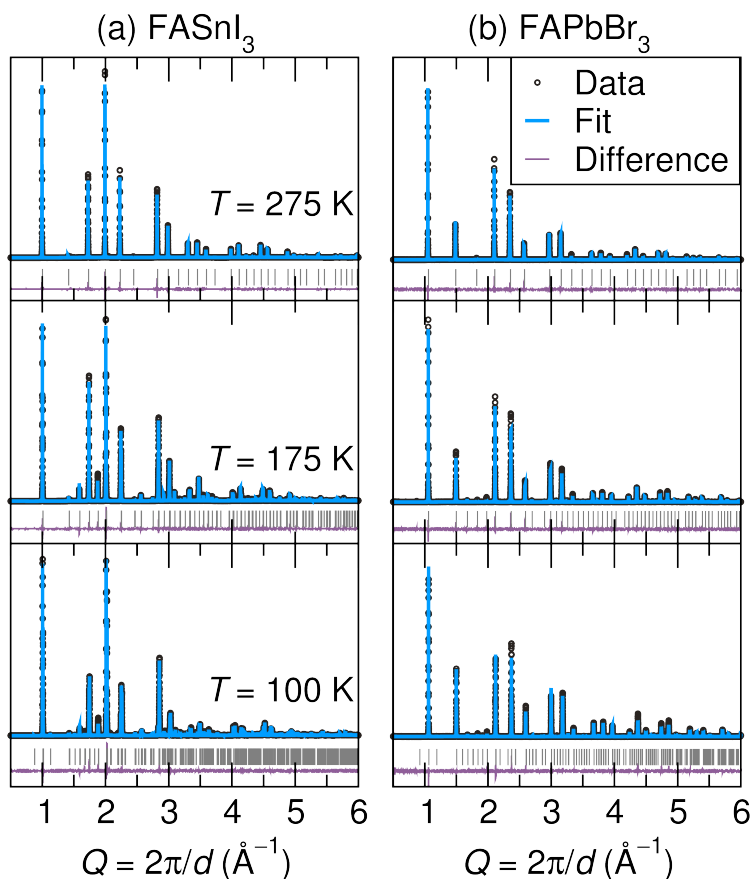 (a) FASnI₃
(b) FAPbBr₃
Data
Fit
Difference
T = 275 K
T = 175 K
T = 100 K
1 2 3 4 5 6
1 2 3 4 5 6
Q = 2π/d (Å⁻¹)
Q = 2π/d (Å⁻¹)